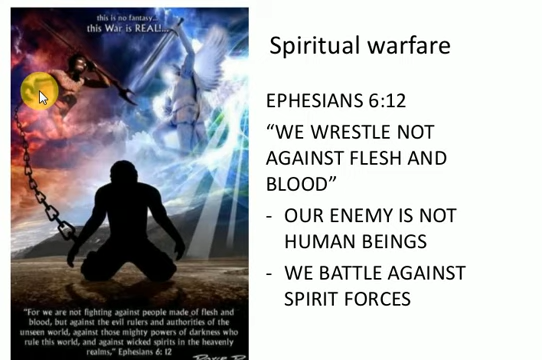 this is no fantasy...
this War is REAL!...
"For we are not fighting against people made of flesh and
blood, but against the evil rulers and authorities of the
unseen world, against those mighty powers of darkness who
rule this world, and against wicked spirits in the heavenly
realms," Ephesians 6: 12
Spiritual warfare
EPHESIANS 6:12
“WE WRESTLE NOT
AGAINST FLESH AND
BLOOD”
- OUR ENEMY IS NOT
HUMAN BEINGS
- WE BATTLE AGAINST
SPIRIT FORCES